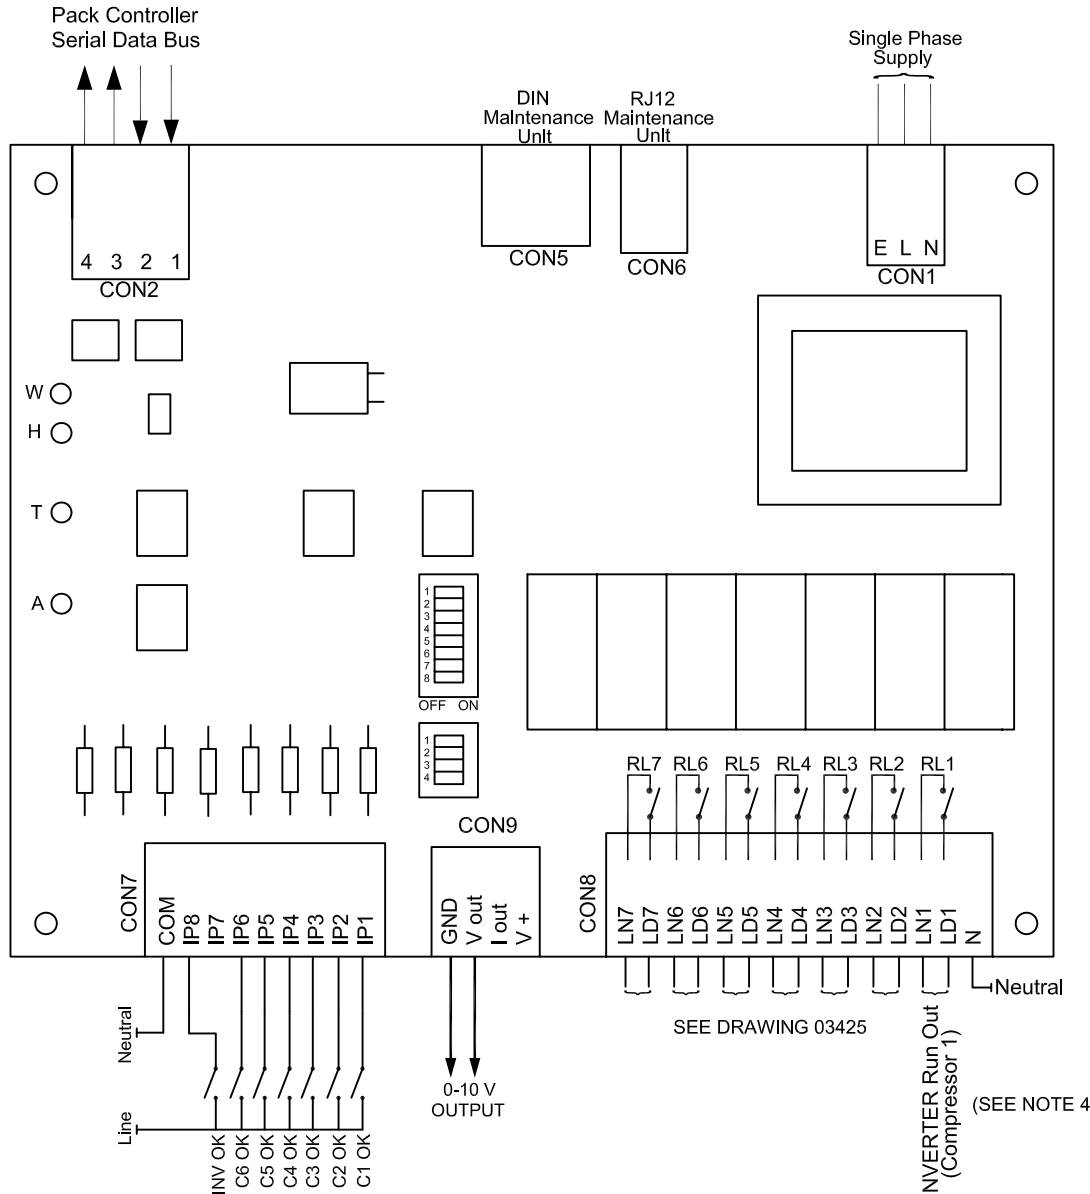 Pack Controller
Serial Data Bus
Single Phase
Supply
DIN
Maintenance
Unit
RJ12
Maintenance
Unit
4 3 2 1
CON2
CON5
CON6
E L N
CON1
W
H
T
A
1
2
3
4
5
6
7
8
OFF ON
1
2
3
4
RL7 RL6 RL5 RL4 RL3 RL2 RL1
CON9
CON7
COM
IP8
IP7
IP6
IP5
IP4
IP3
IP2
IP1
GND
V out
I out
V +
CON8
LN7
LD7
LN6
LD6
LN5
LD5
LN4
LD4
LN3
LD3
LN2
LD2
LN1
LD1
N
Neutral
Neutral
Line
SEE DRAWING 03425
0-10 V
OUTPUT
INV OK
C6 OK
C5 OK
C4 OK
C3 OK
C2 OK
C1 OK
NVERTER Run Out
(Compressor 1)
(SEE NOTE 4